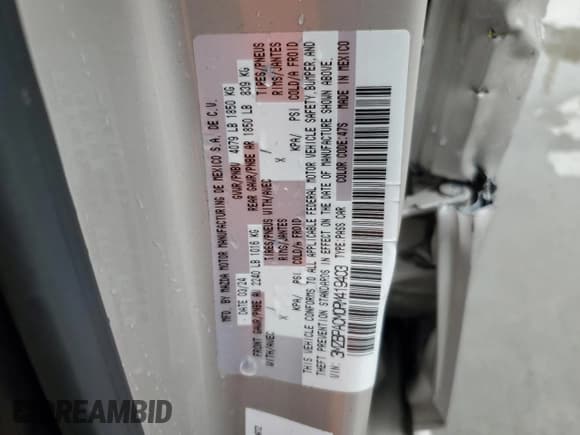 MFG. BY MAZDA MOTOR MANUFACTURING DE MEXICO S.A. DE C.V.
DATE 03/24 GVWR/PNBV 4079 LB 1850 KG
FRONT GAWR/PNBE AV 2240 LB 1016 KG REAR GAWR/PNBE AR 1850 LB 839 KG
TIRES/PNEUS WITH/AVEC TIRES/PNEUS
WITH/AVEC / RIMS/JANTES / RIMS/JANTES
X KPA/ PSI COLD/A FROID X KPA/ PSI COLD/A FROID
THIS VEHICLE CONFORMS TO ALL APPLICABLE FEDERAL MOTOR VEHICLE SAFETY, BUMPER, AND
THEFT PREVENTION STANDARDS IN EFFECT ON THE DATE OF MANUFACTURE SHOWN ABOVE.
VIN: TYPE:PASS CAR COLOR CODE:47S MADE IN MEXICO
DREAMBID